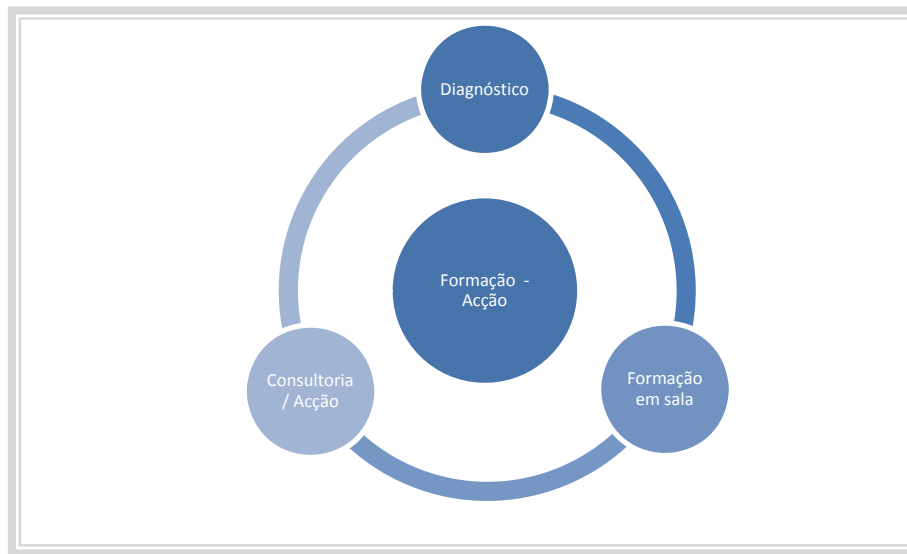 Diagnóstico
Formação -
Acção
Consultoria
/ Acção
Formação
em sala